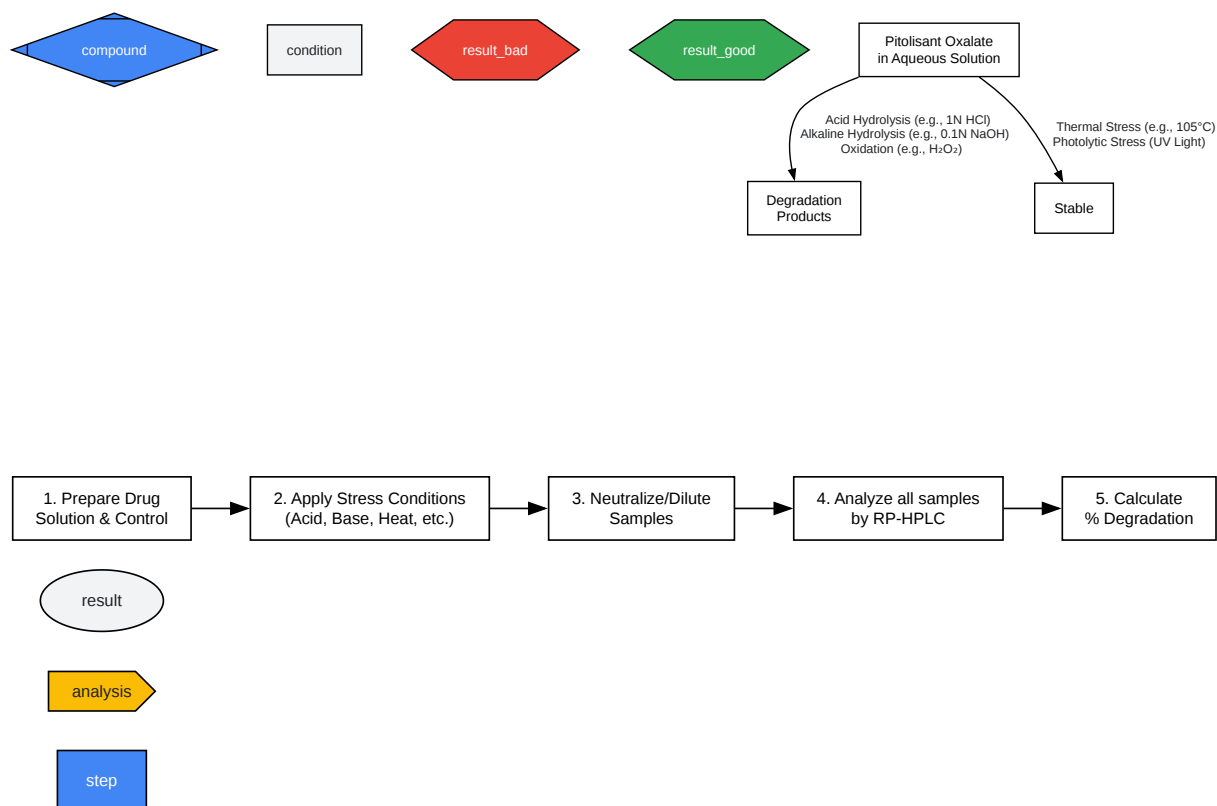 compound
condition
result_bad
result_good
Pitolisant Oxalate
in Aqueous Solution
Acid Hydrolysis (e.g., 1N HCl)
Alkaline Hydrolysis (e.g., 0.1N NaOH)
Oxidation (e.g., H₂O₂)
Thermal Stress (e.g., 105°C)
Photolytic Stress (UV Light)
Degradation
Products
Stable
1. Prepare Drug
Solution & Control
2. Apply Stress Conditions
(Acid, Base, Heat, etc.)
3. Neutralize/Dilute
Samples
4. Analyze all samples
by RP-HPLC
5. Calculate
% Degradation
result
analysis
step